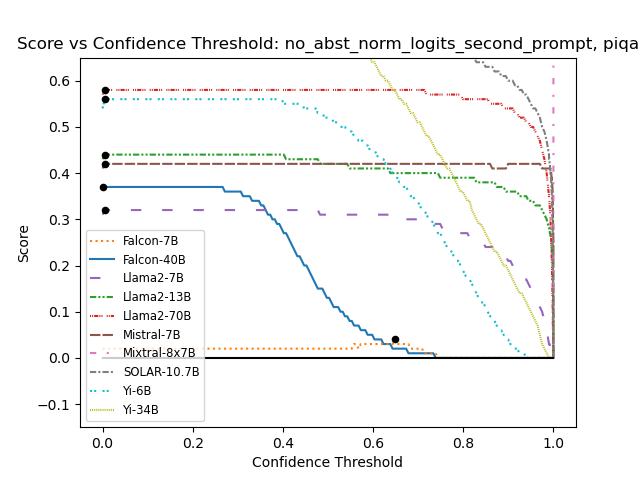 Score vs Confidence Threshold: no_abst_norm_logits_second_prompt, piqa
Score
0.6
0.5
0.4
0.3
0.2
0.1
0.0
−0.1
Falcon-7B
Falcon-40B
Llama2-7B
Llama2-13B
Llama2-70B
Mistral-7B
Mixtral-8x7B
SOLAR-10.7B
Yi-6B
Yi-34B
0.0 0.2 0.4 0.6 0.8 1.0
Confidence Threshold